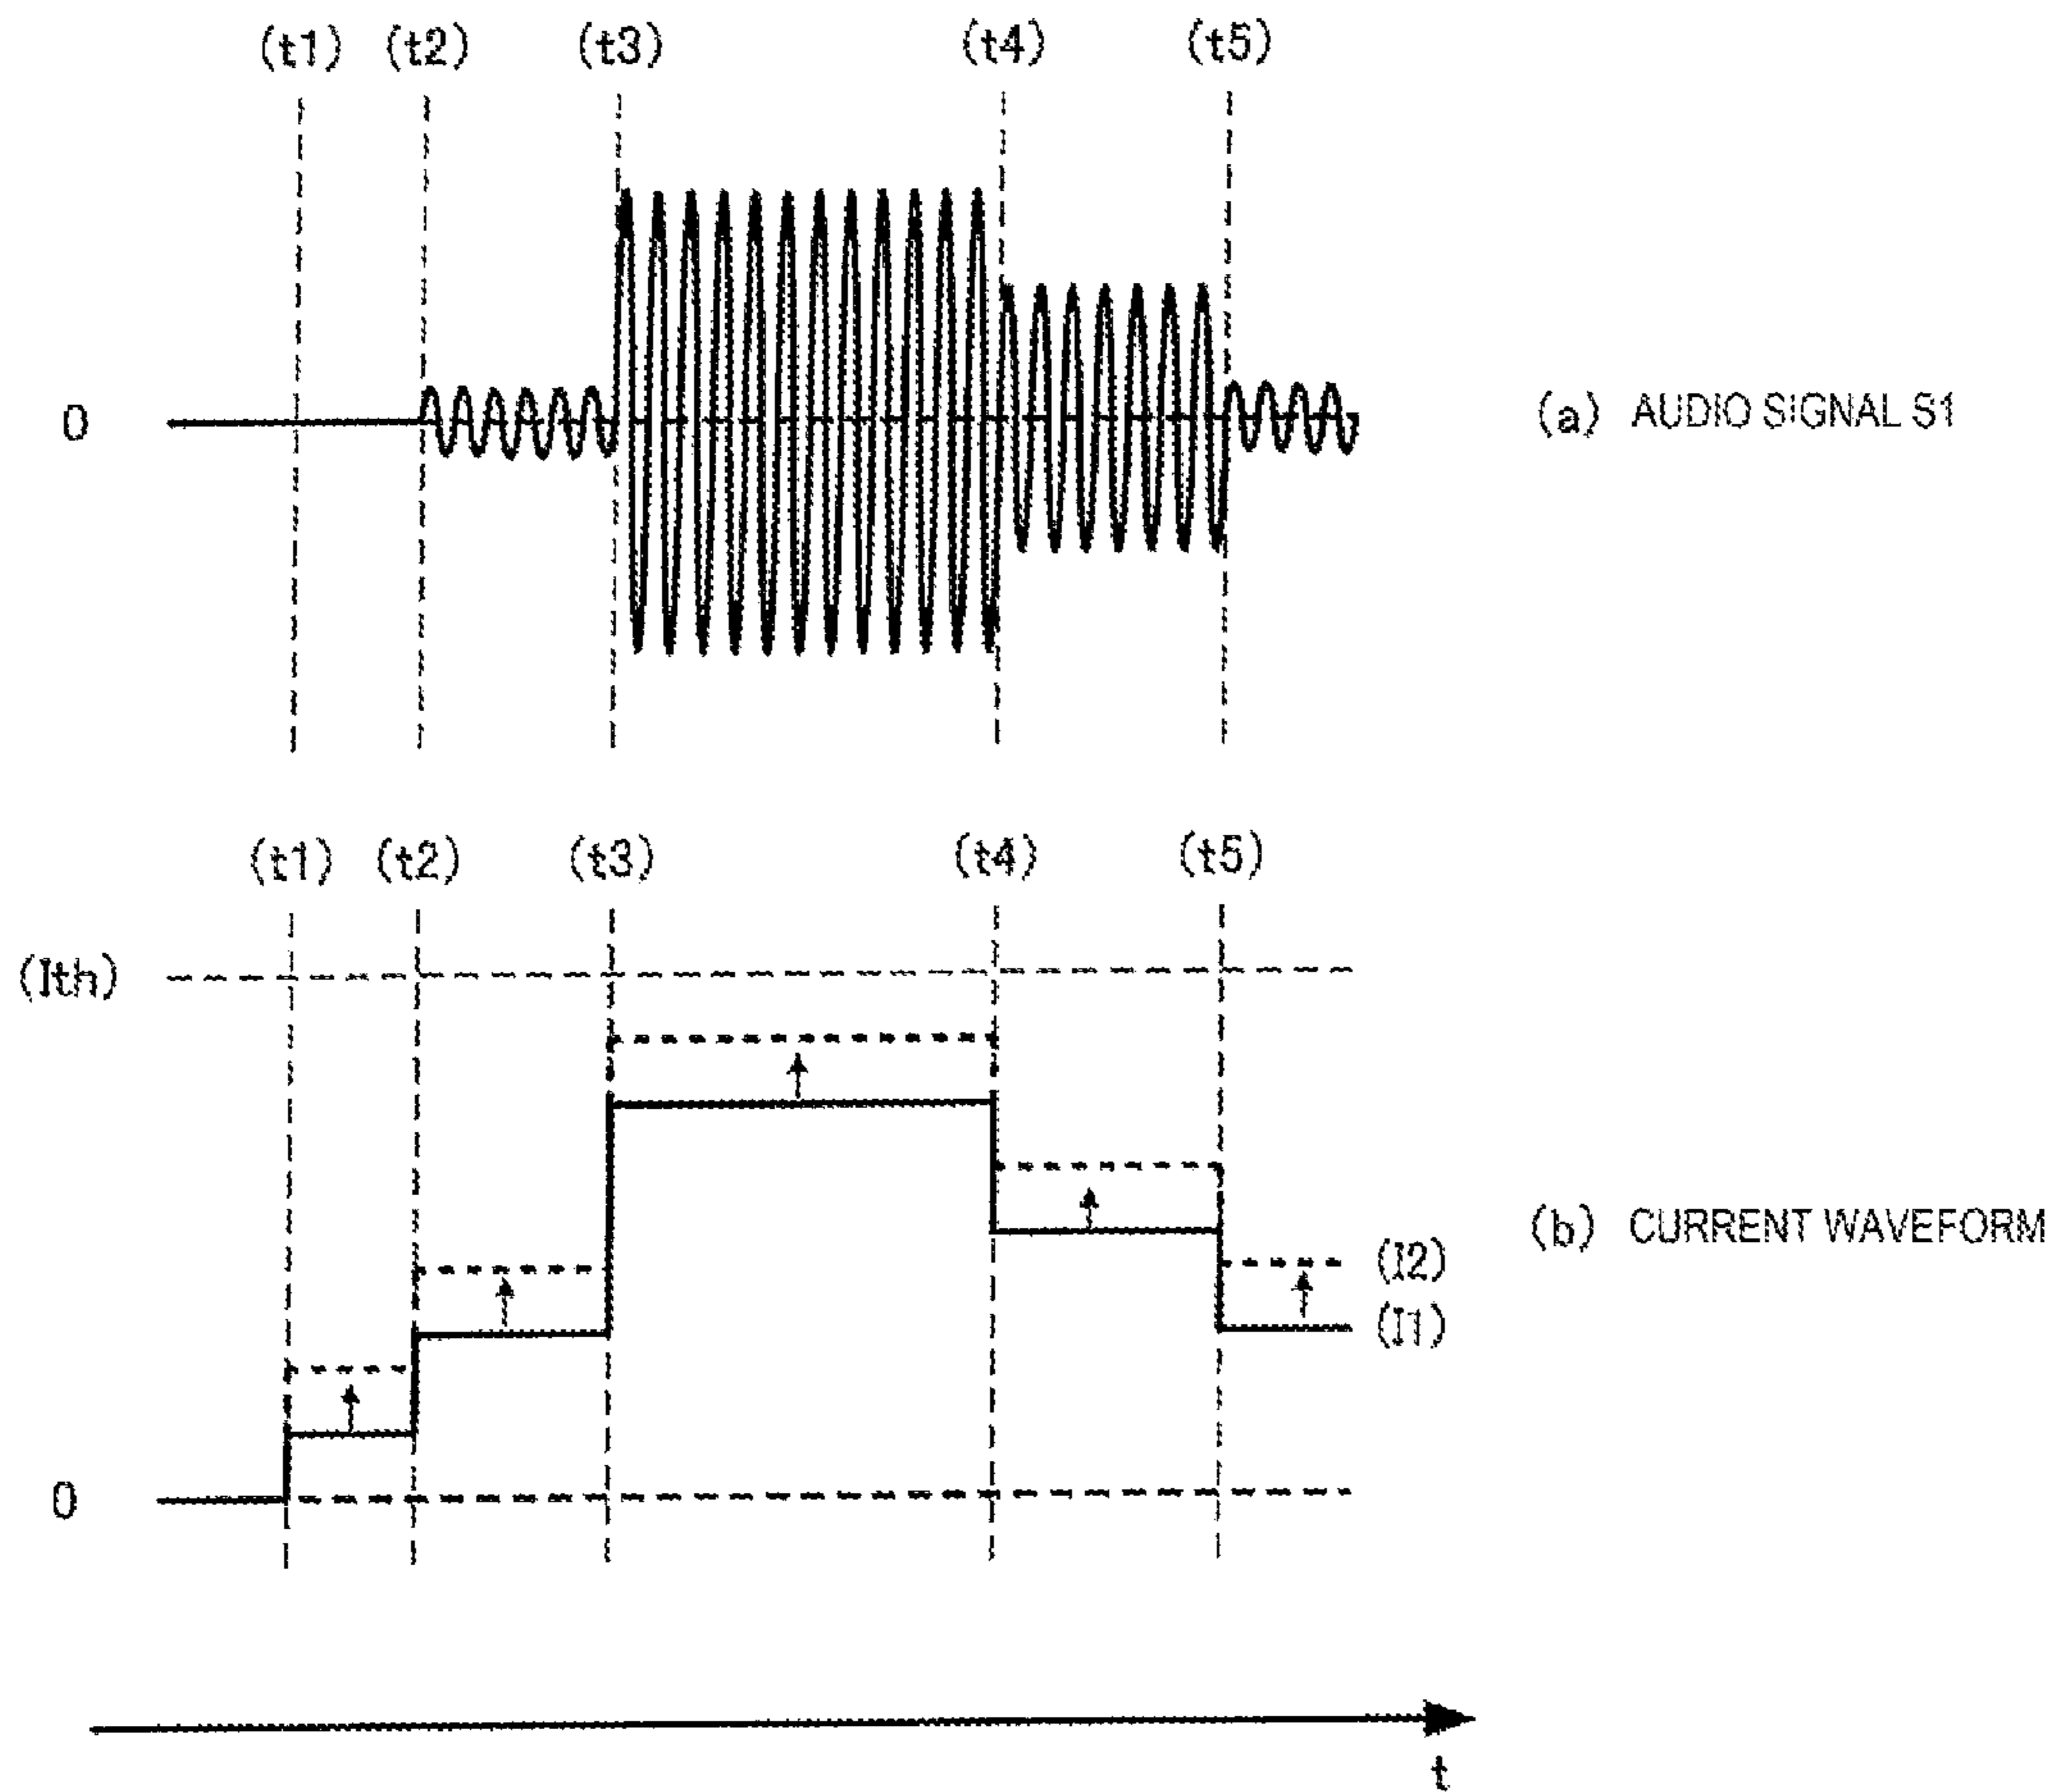 (t1) (t2) (t3) (t4) (t5)
0
(a) AUDIO SIGNAL S1
(t1) (t2) (t3) (t4) (t5)
(Ith)
(b) CURRENT WAVEFORM
(I2)
(I1)
0
t